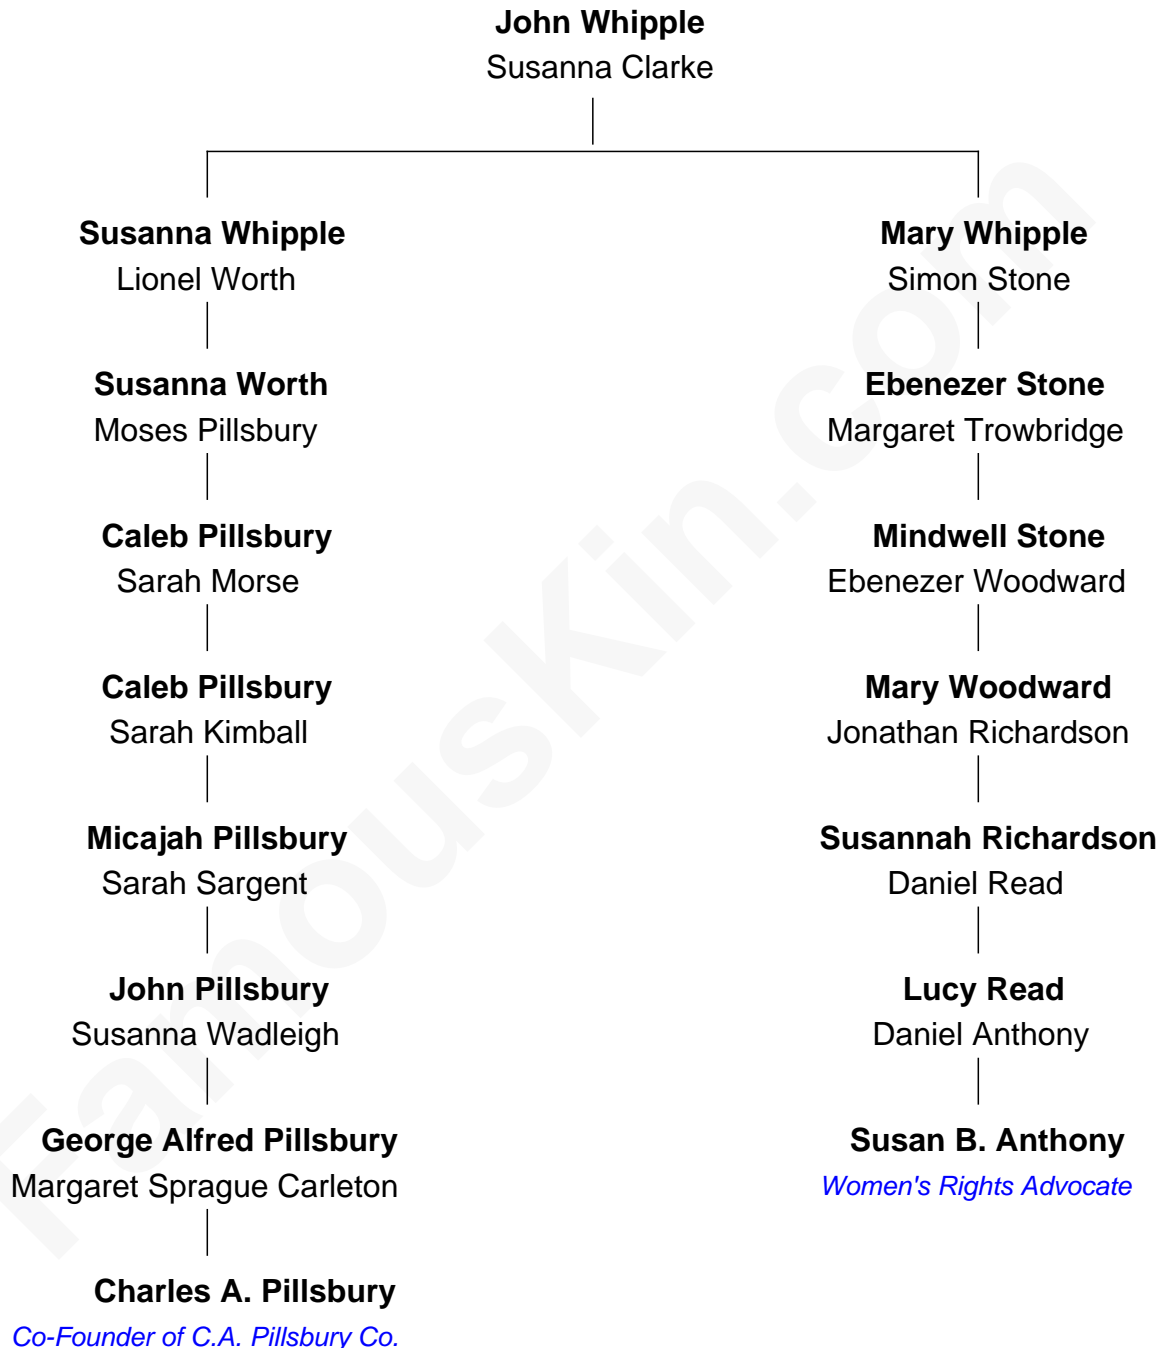 John Whipple
Susanna Clarke
Susanna Whipple
Lionel Worth
Mary Whipple
Simon Stone
Susanna Worth
Moses Pillsbury
Ebenezer Stone
Margaret Trowbridge
Caleb Pillsbury
Sarah Morse
Mindwell Stone
Ebenezer Woodward
Caleb Pillsbury
Sarah Kimball
Mary Woodward
Jonathan Richardson
Micajah Pillsbury
Sarah Sargent
Susannah Richardson
Daniel Read
John Pillsbury
Susanna Wadleigh
Lucy Read
Daniel Anthony
George Alfred Pillsbury
Margaret Sprague Carleton
Susan B. Anthony
Women's Rights Advocate
Charles A. Pillsbury
Co-Founder of C.A. Pillsbury Co.
FamousKin.com